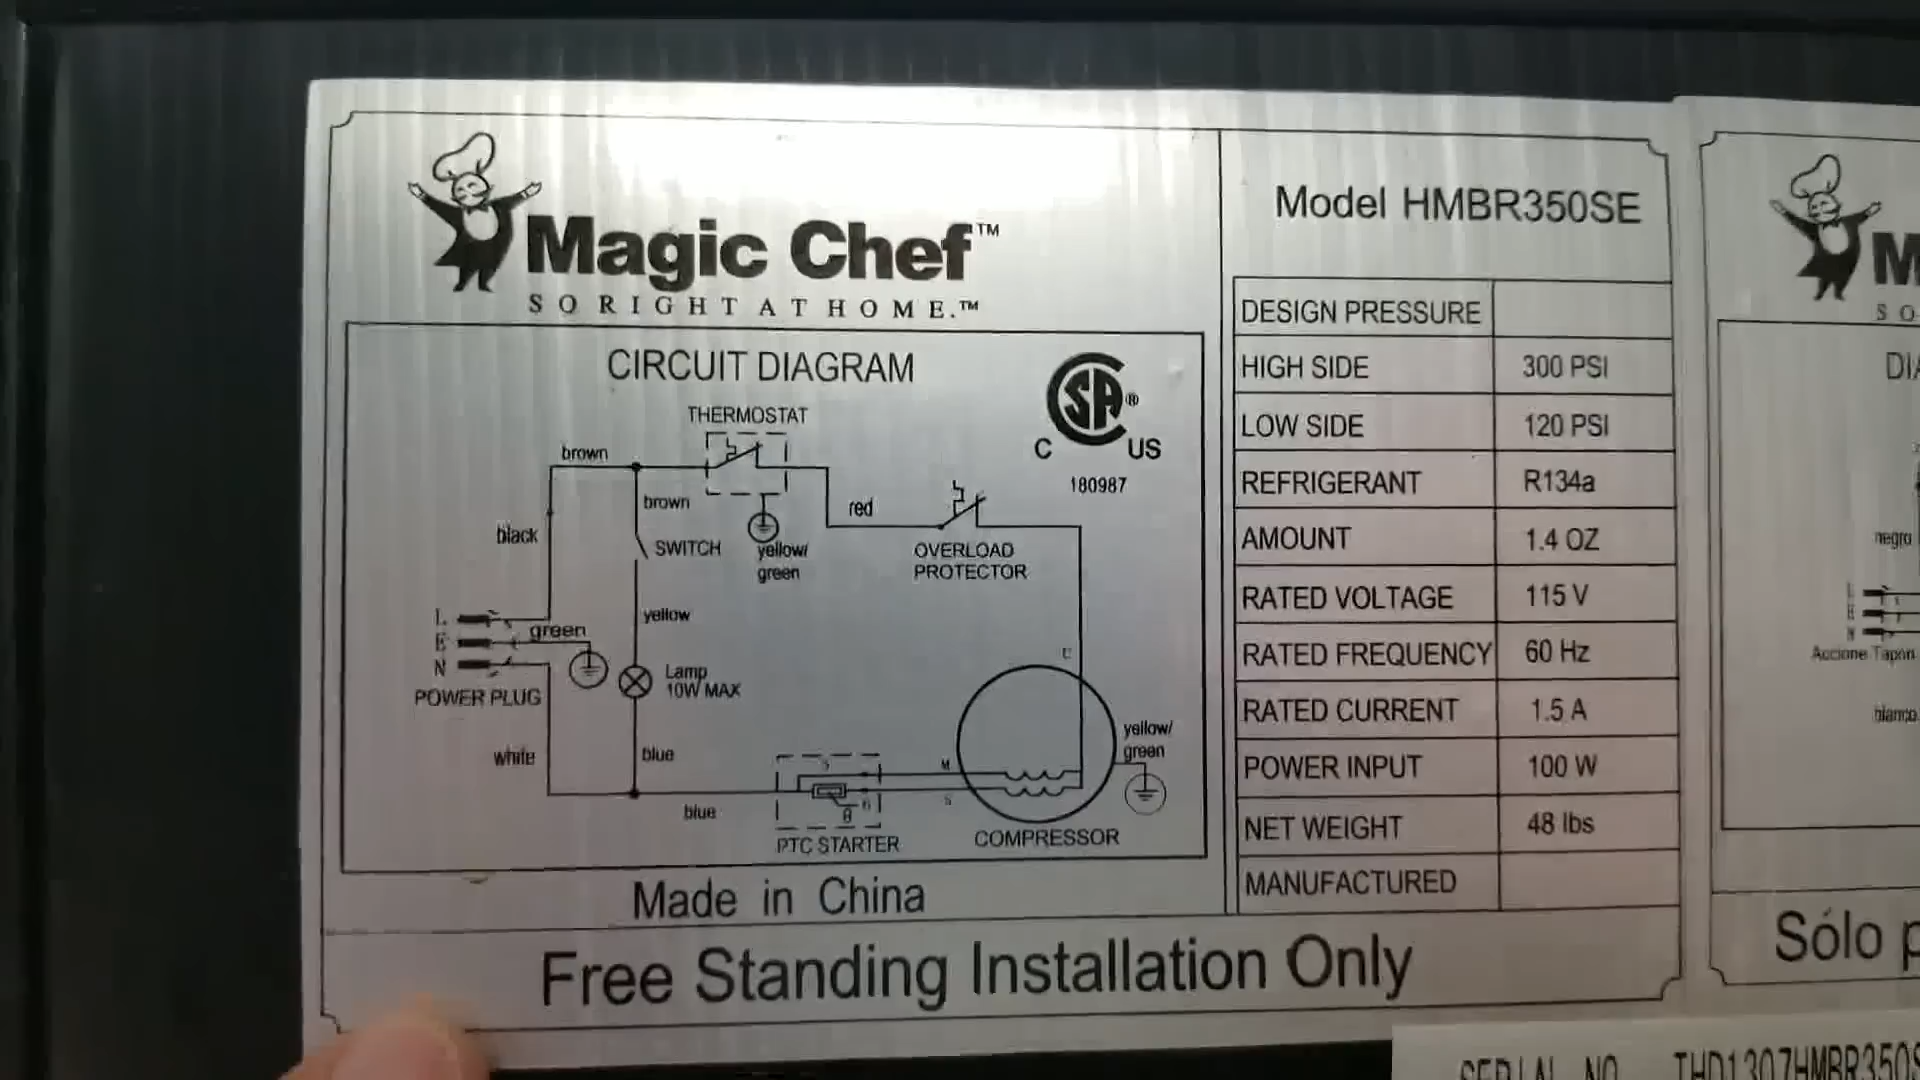 Magic Chef™
SO RIGHT AT HOME.™
CIRCUIT DIAGRAM
THERMOSTAT
brown
brown
black
SWITCH
yellow/
green
red
OVERLOAD
PROTECTOR
SA®
C US
180987
yellow
L
E
N
green
POWER PLUG
Lamp
10W MAX
white
blue
blue
M
S
PTC STARTER
COMPRESSOR
yellow/
green
Made in China
Free Standing Installation Only
Model HMBR350SE
DESIGN PRESSURE
HIGH SIDE 300 PSI
LOW SIDE 120 PSI
REFRIGERANT R134a
AMOUNT 1.4 OZ
RATED VOLTAGE 115 V
RATED FREQUENCY 60 Hz
RATED CURRENT 1.5 A
POWER INPUT 100 W
NET WEIGHT 48 lbs
MANUFACTURED
M
SO
DIA
negro
L
E
N
Accione Tapon
blanco
Sólo p
SERIAL NO THD1307HMBR350S